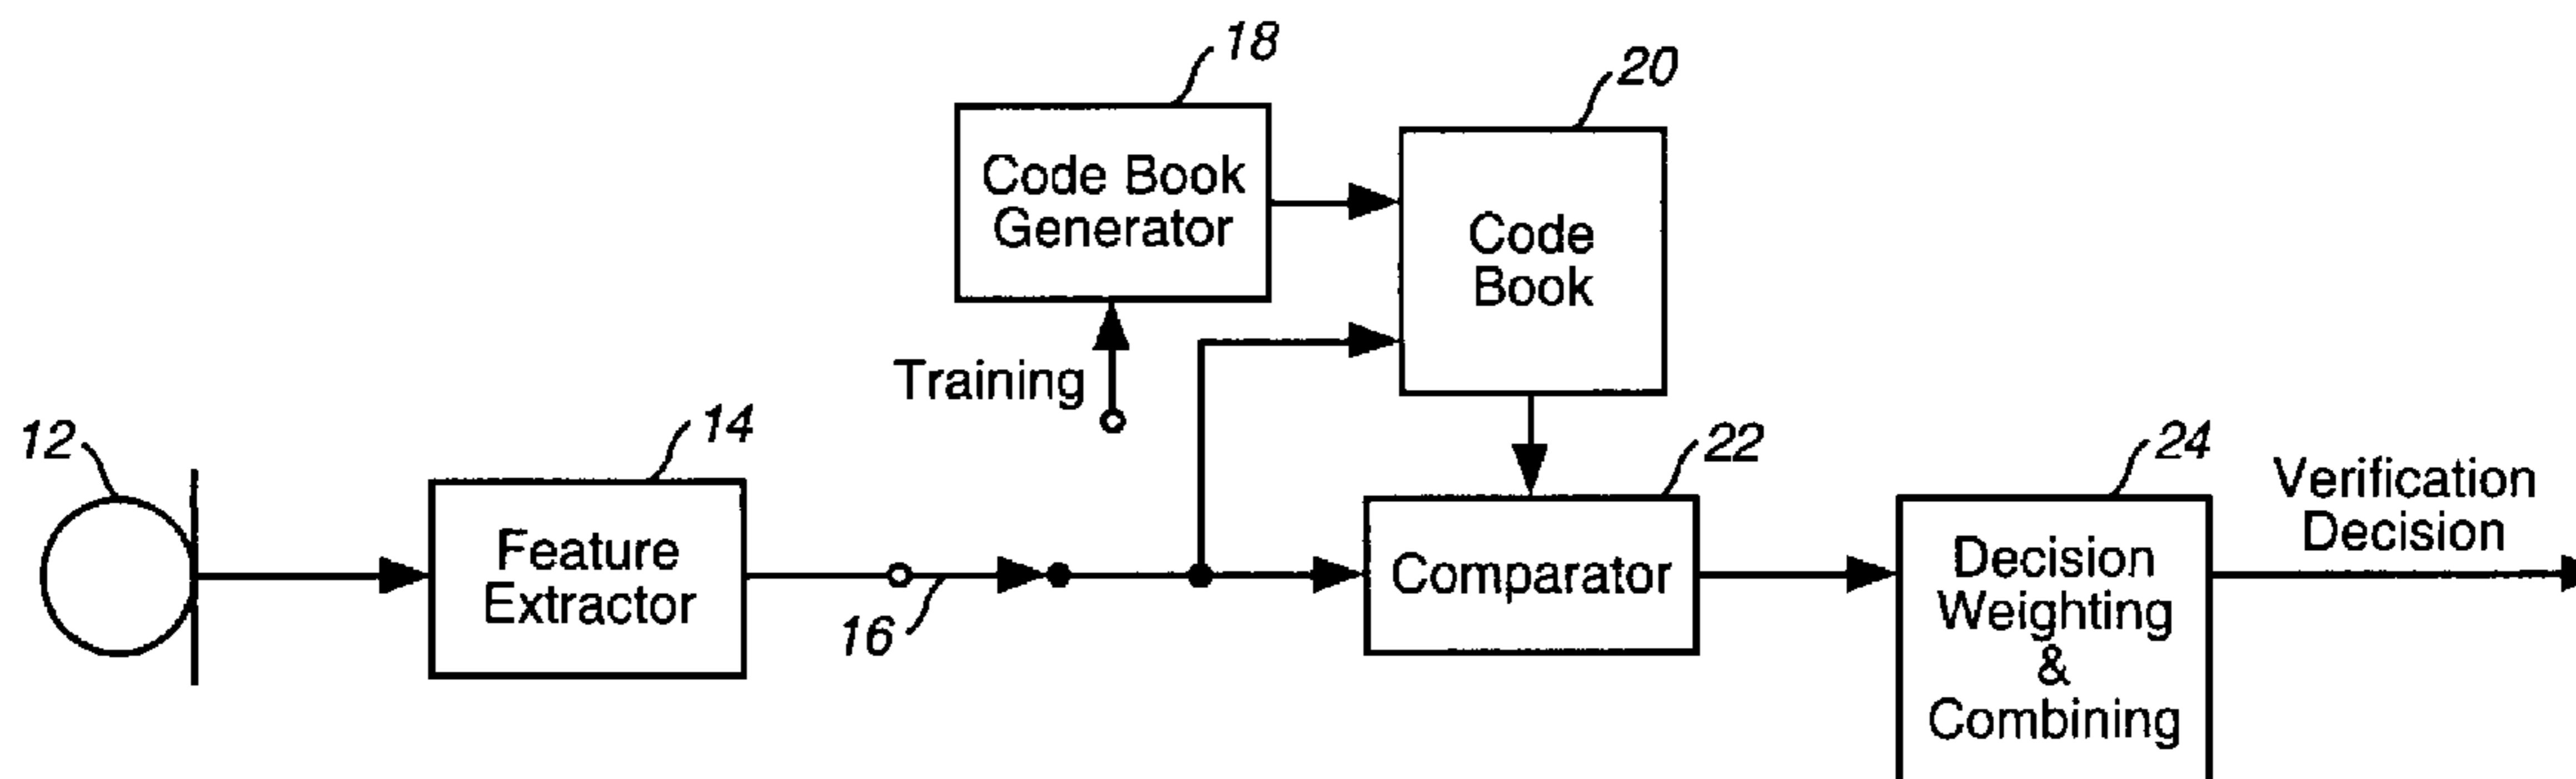 18
20
Code Book
Generator
Code
Book
Training
12
14
22
24
Verification
Decision
Feature
Extractor
16
Comparator
Decision
Weighting
&
Combining